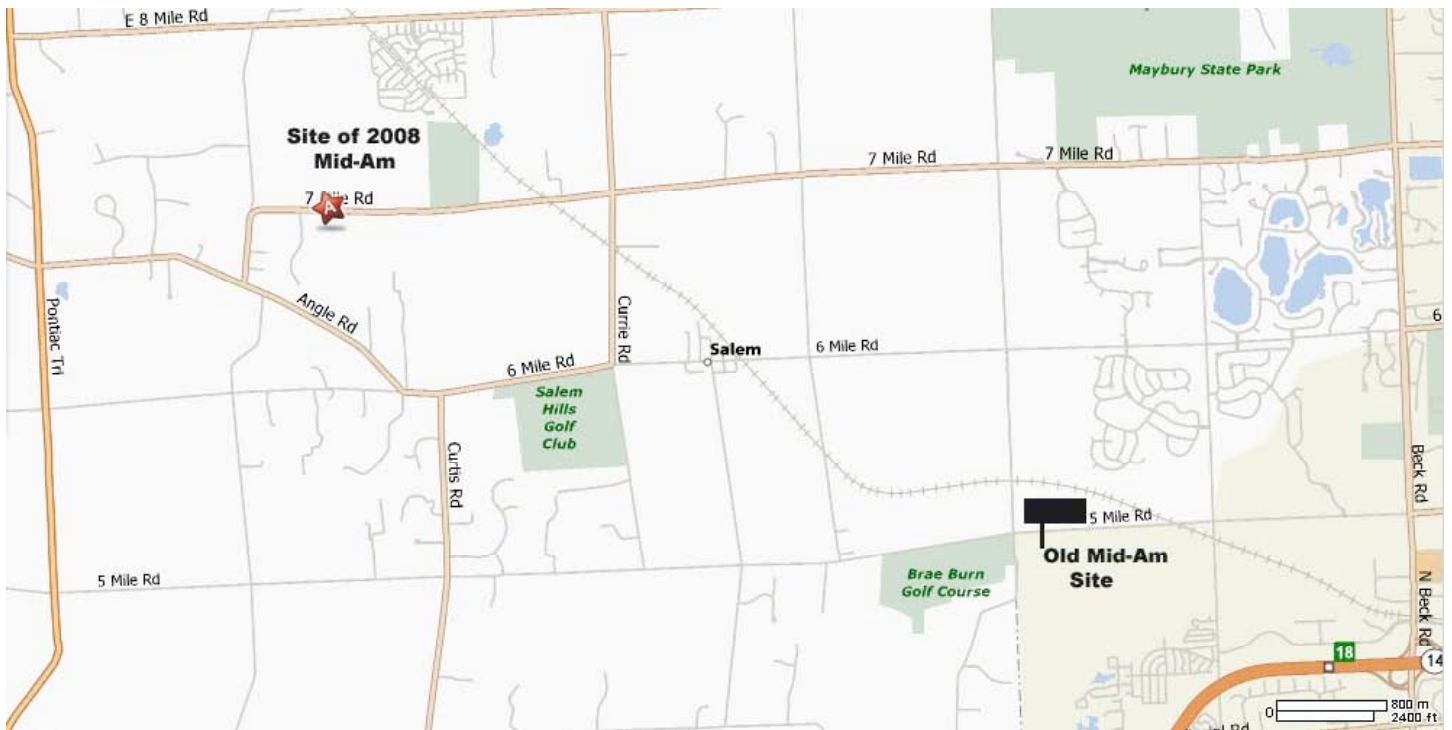 E 8 Mile Rd
Maybury State Park
Site of 2008
Mid-Am
7 Mile Rd
7 Mile Rd
7 Mile Rd
A
Pontiac Trl
Angle Rd
Currie Rd
6 Mile Rd
Salem
6 Mile Rd
6
Salem
Hills
Golf
Club
Curtis Rd
Beck Rd
5 Mile Rd
Old Mid-Am
Site
5 Mile Rd
Brae Burn
Golf Course
N Beck Rd
18
14
0
800 m
2400 ft
Rd